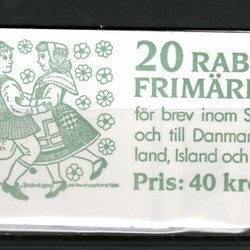 20 RAB
FRIMÄR
för brev inom S
och till Danmar
land, Island och
Pris: 40 kr